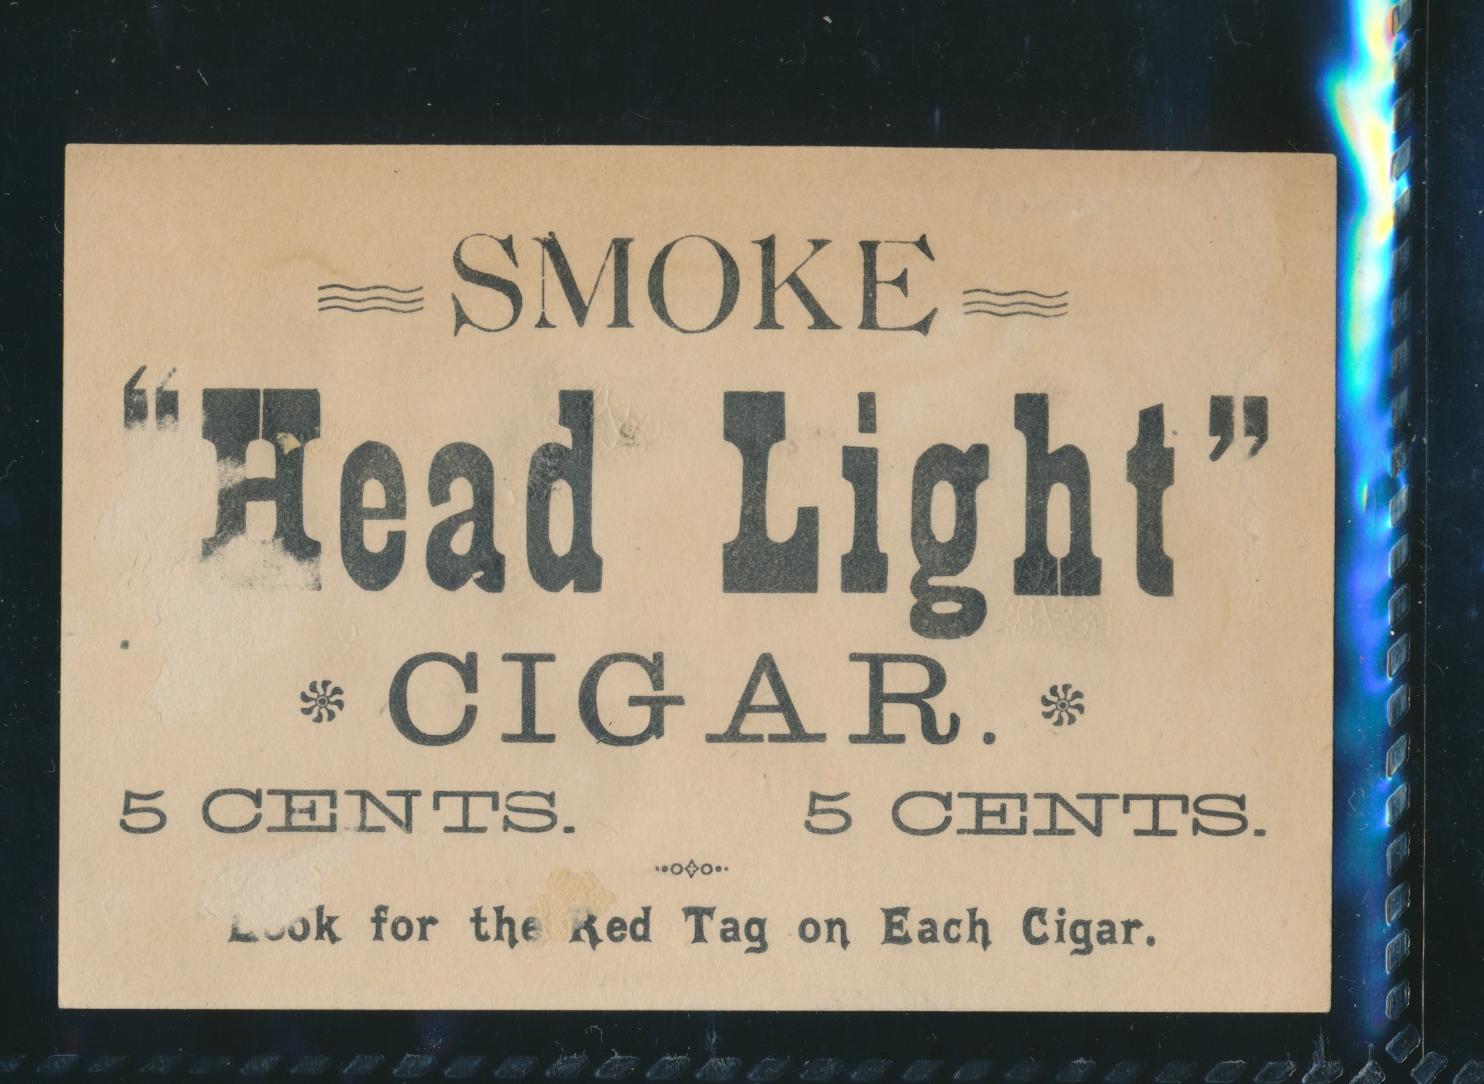 SMOKE
“Head Light”
CIGAR.
5 CENTS. 5 CENTS.
Look for the Red Tag on Each Cigar.